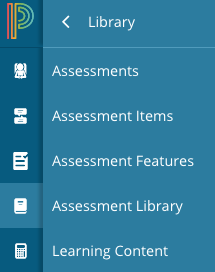 Library
Assessments
Assessment Items
Assessment Features
Assessment Library
Learning Content